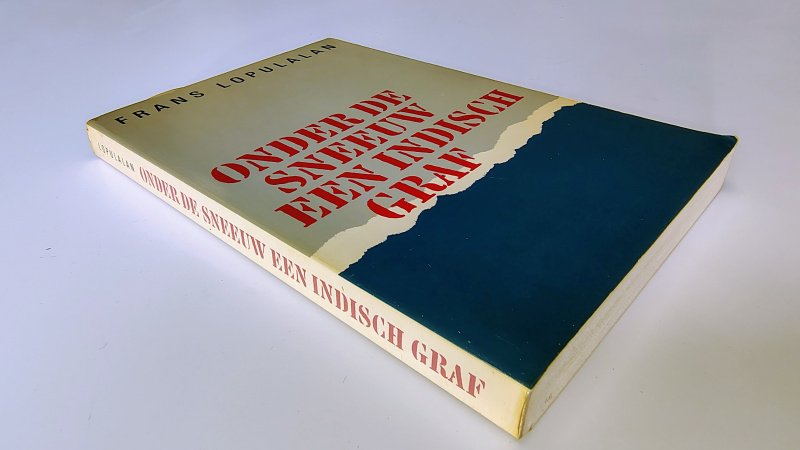 FRANS LOPULALAN
ONDER DE
SNEEUW
EEN INDISCH
GRAF
LOPULALAN ONDER DE SNEEUW EEN INDISCH GRAF